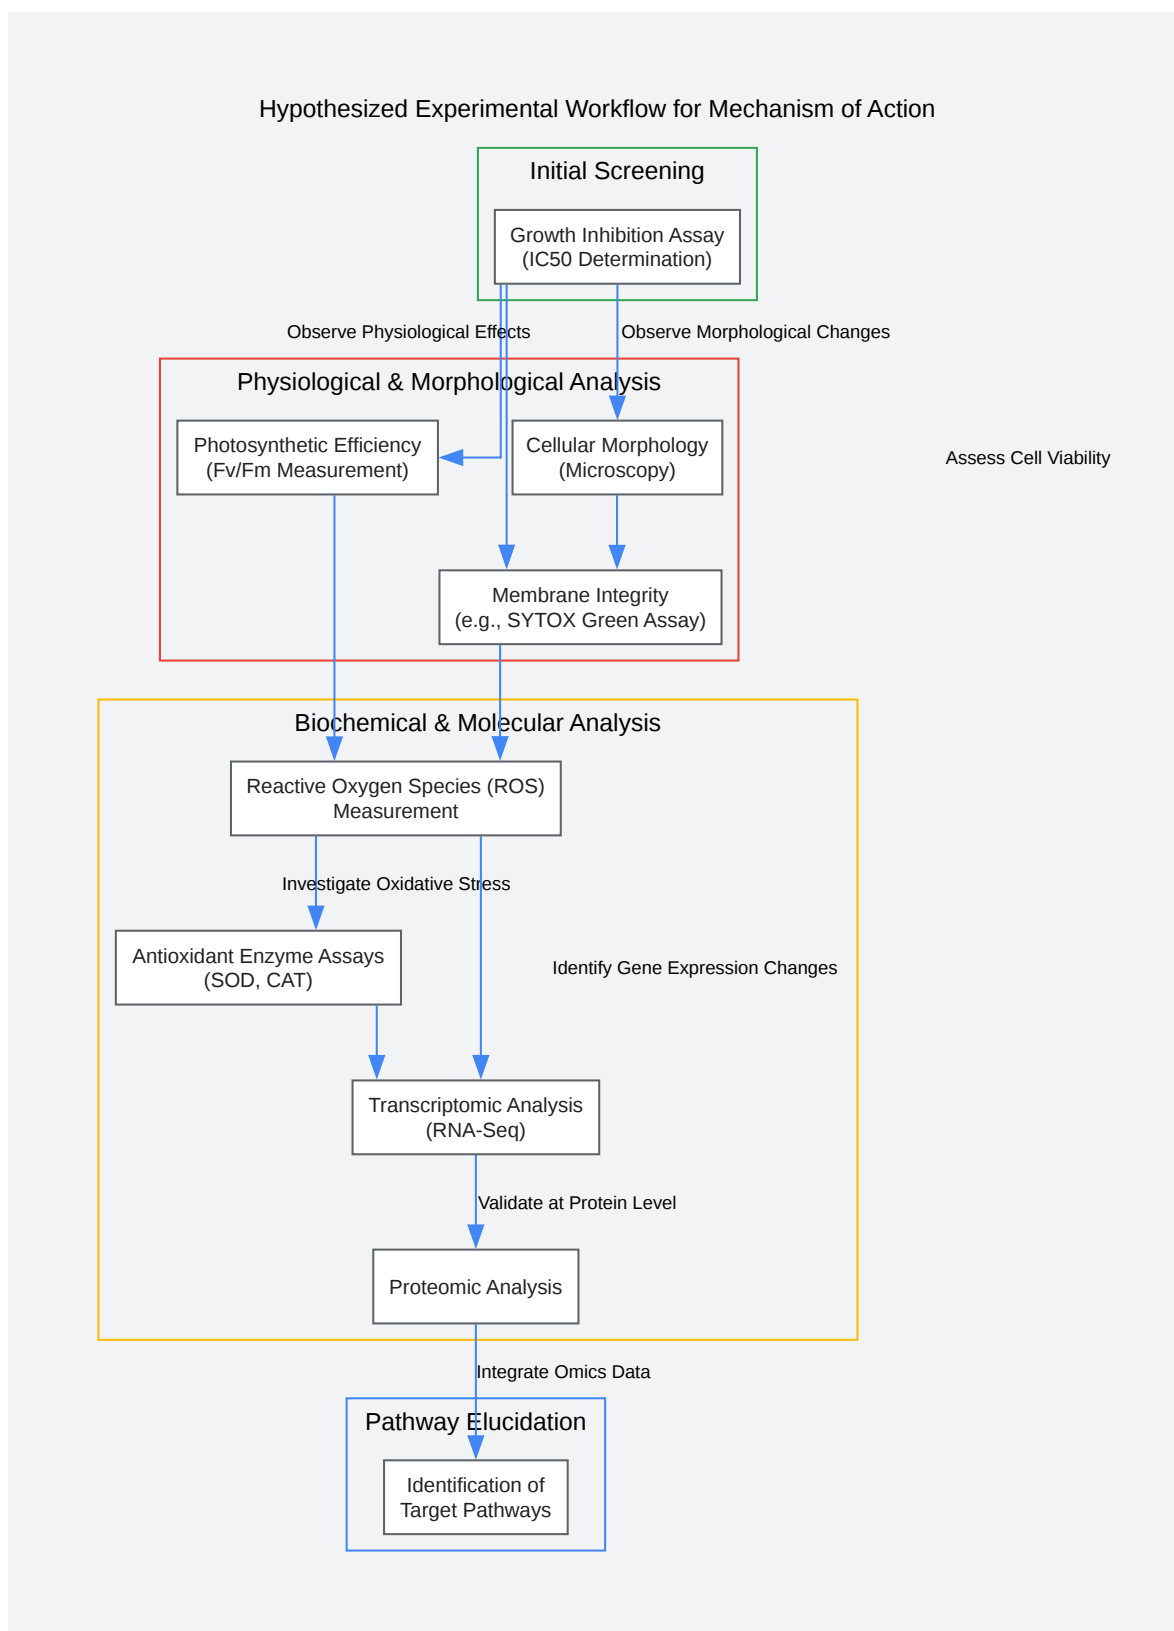 Hypothesized Experimental Workflow for Mechanism of Action
Initial Screening
Growth Inhibition Assay
(IC50 Determination)
Observe Physiological Effects
Observe Morphological Changes
Physiological & Morphological Analysis
Photosynthetic Efficiency
(Fv/Fm Measurement)
Cellular Morphology
(Microscopy)
Assess Cell Viability
Membrane Integrity
(e.g., SYTOX Green Assay)
Biochemical & Molecular Analysis
Reactive Oxygen Species (ROS)
Measurement
Investigate Oxidative Stress
Antioxidant Enzyme Assays
(SOD, CAT)
Identify Gene Expression Changes
Transcriptomic Analysis
(RNA-Seq)
Validate at Protein Level
Proteomic Analysis
Integrate Omics Data
Pathway Elucidation
Identification of
Target Pathways